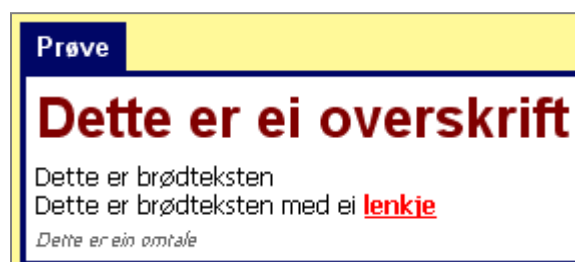 Prøve
Dette er ei overskrift
Dette er brødteksten
Dette er brødteksten med ei lenkje
Dette er ein omtale